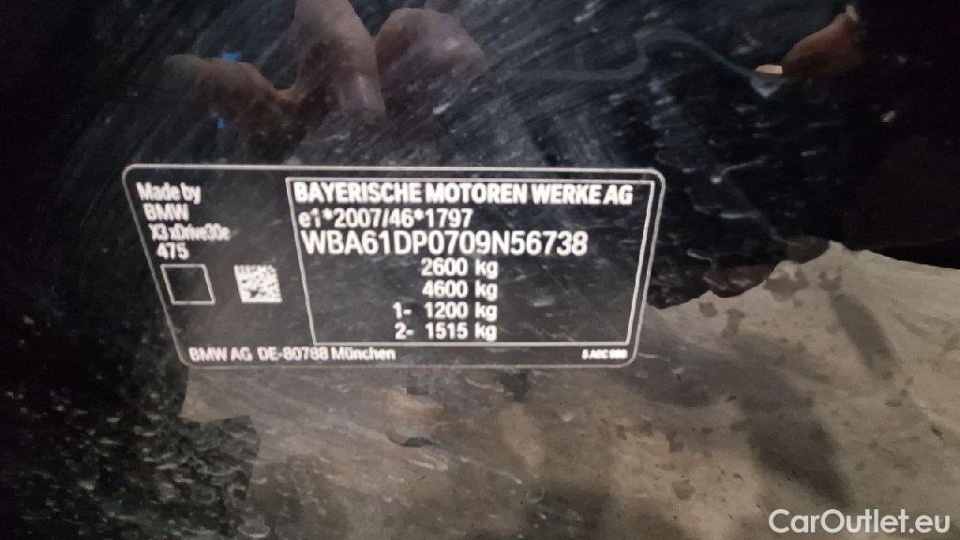 Made by
BMW
X3 xDrive30e
475
BAYERISCHE MOTOREN WERKE AG
e1*2007/46*1797
WBA61DP0709N56738
2600 kg
4600 kg
1- 1200 kg
2- 1515 kg
BMW AG DE-80788 München
CarOutlet.eu